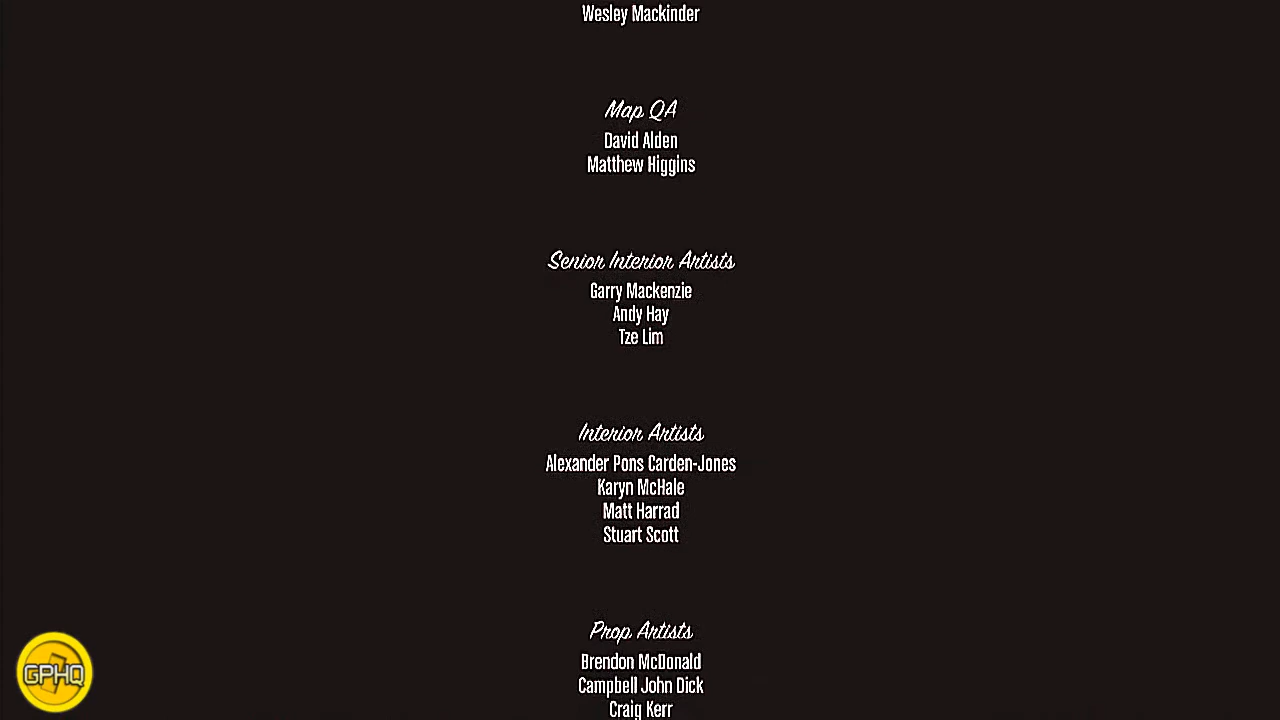 Wesley Mackinder
Map QA
David Alden
Matthew Higgins
Senior Interior Artists
Garry Mackenzie
Andy Hay
Tze Lim
Interior Artists
Alexander Pons Carden-Jones
Karyn McHale
Matt Harrad
Stuart Scott
Prop Artists
Brendon McDonald
Campbell John Dick
Craig Kerr
GPHQ